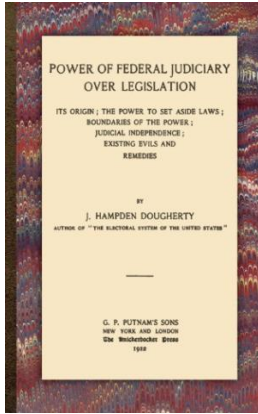 POWER OF FEDERAL JUDICIARY
OVER LEGISLATION
ITS ORIGIN; THE POWER TO SET ASIDE LAWS;
BOUNDARIES OF THE POWER;
JUDICIAL INDEPENDENCE;
EXISTING EVILS AND
REMEDIES
BY
J. HAMPDEN DOUGHERTY
AUTHOR OF "THE ELECTORAL SYSTEM OF THE UNITED STATES"
G. P. PUTNAM'S SONS
NEW YORK AND LONDON
The Knickerbocker Press
1912